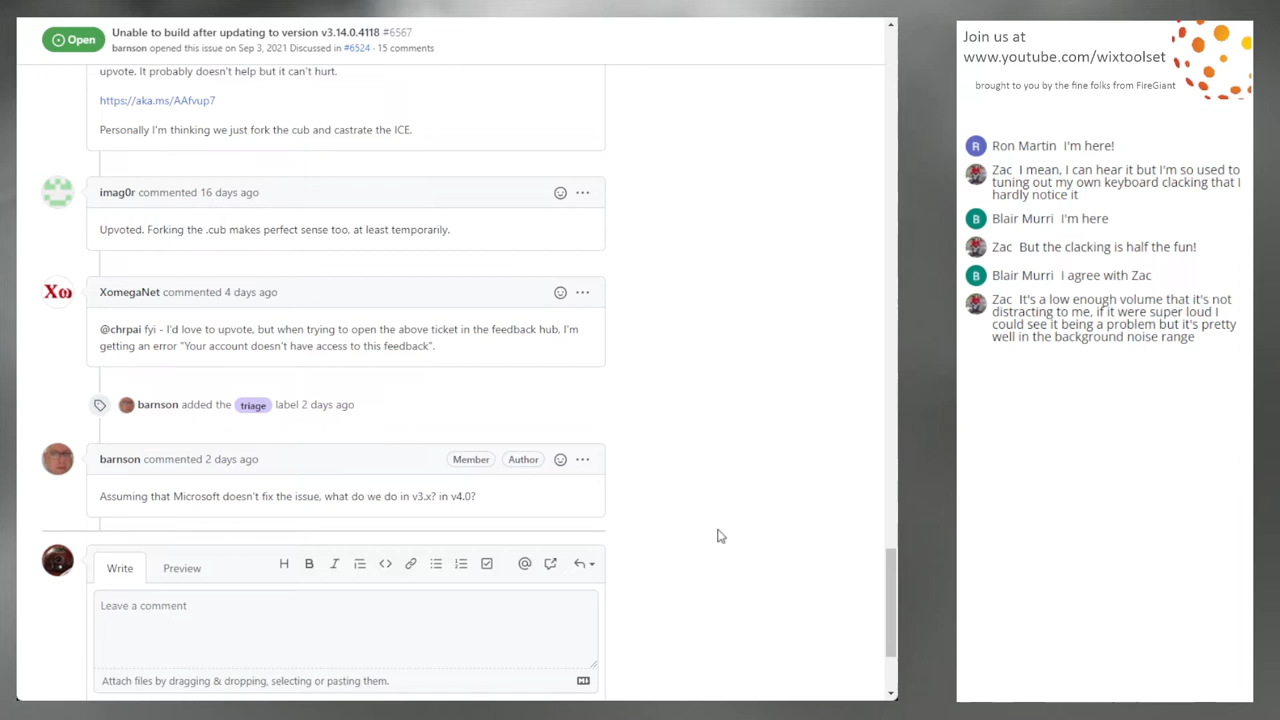 Open
Unable to build after updating to version v3.14.0.4118 #6567
barnson opened this issue on Sep 3, 2021 Discussed in #6524 · 15 comments
upvote. It probably doesn't help but it can't hurt.
https://aka.ms/AAfvup7
Personally I'm thinking we just fork the cub and castrate the ICE.
imag0r commented 16 days ago
Upvoted. Forking the .cub makes perfect sense too, at least temporarily.
Xω
XomegaNet commented 4 days ago
@chrpai fyi - I'd love to upvote, but when trying to open the above ticket in the feedback hub, I'm
getting an error "Your account doesn't have access to this feedback".
barnson added the triage label 2 days ago
barnson commented 2 days ago
Member
Author
Assuming that Microsoft doesn't fix the issue, what do we do in v3.x? in v4.0?
Write
Preview
Leave a comment
Attach files by dragging & dropping, selecting or pasting them.
Join us at
www.youtube.com/wixtoolset
brought to you by the fine folks from FireGiant
R Ron Martin I'm here!
Zac I mean, I can hear it but I'm so used to
tuning out my own keyboard clacking that I
hardly notice it
B Blair Murri I'm here
Zac But the clacking is half the fun!
B Blair Murri I agree with Zac
Zac It's a low enough volume that it's not
distracting to me, if it were super loud I
could see it being a problem but it's pretty
well in the background noise range